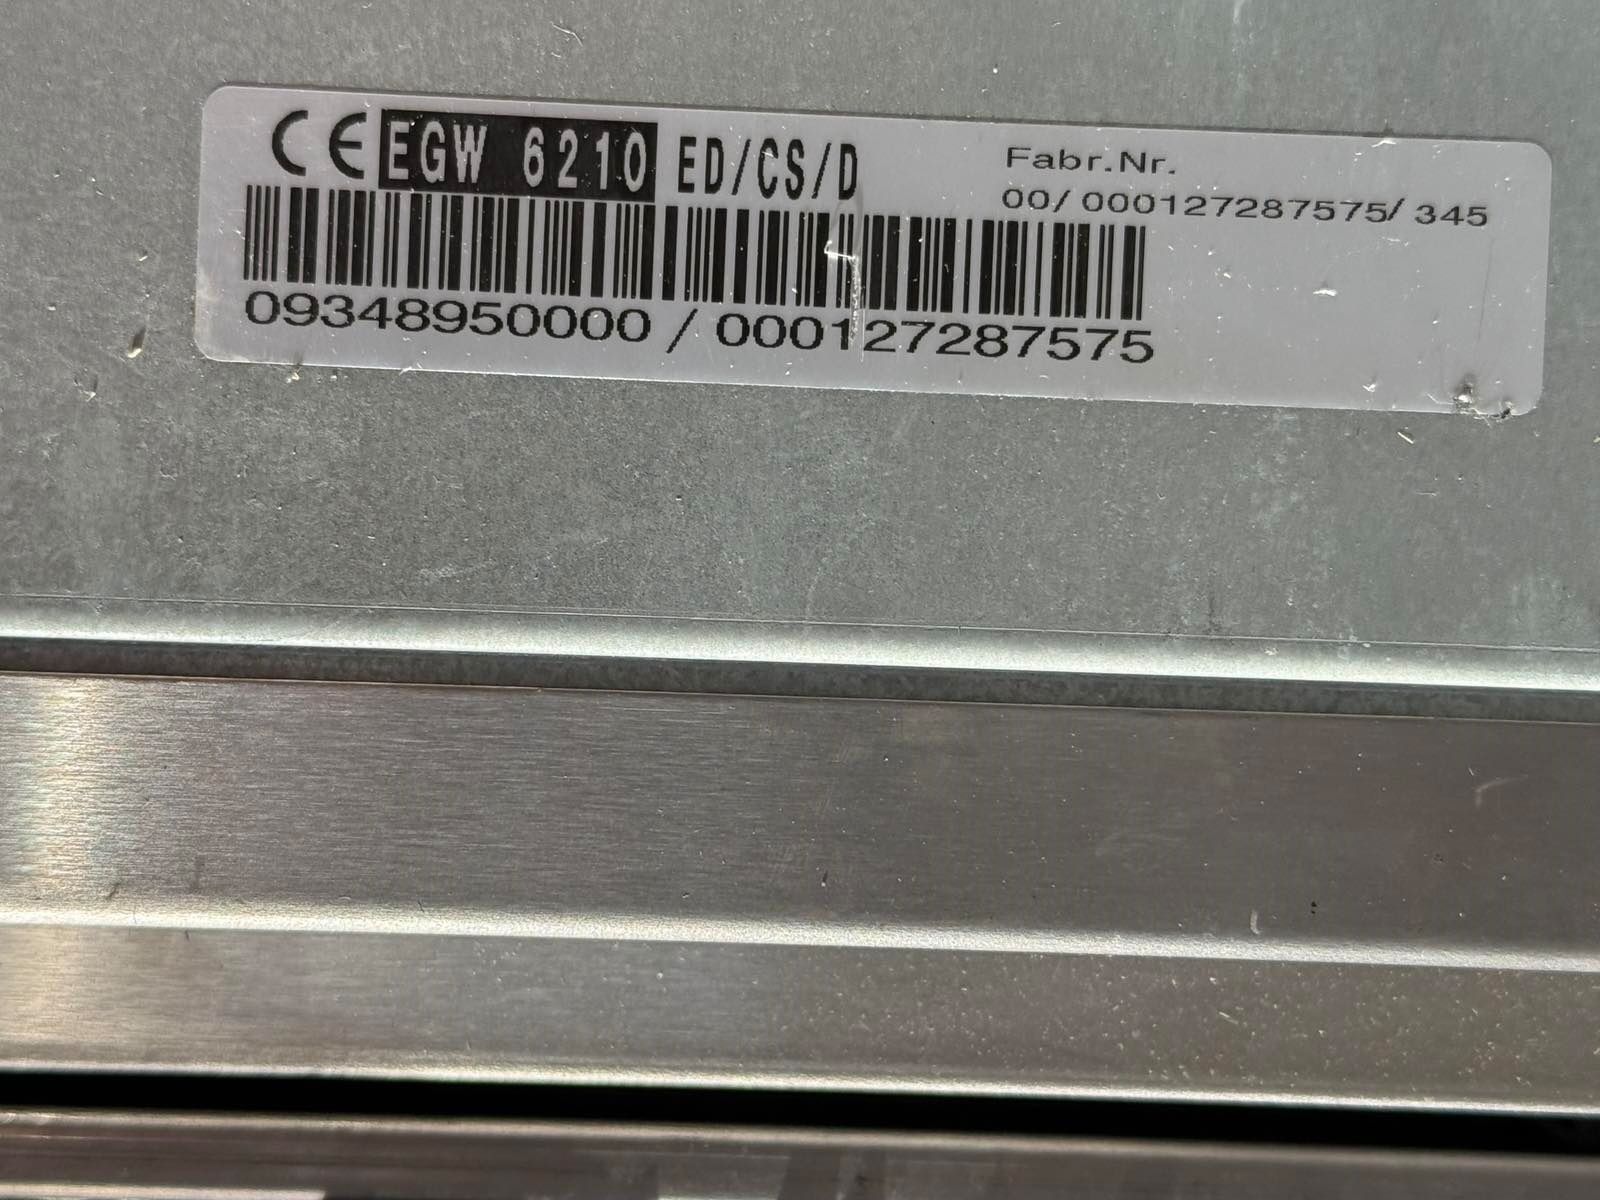 CE EGW 6210 ED/CS/D
Fabr.Nr.
00/ 000127287575/ 345
09348950000 / 000127287575